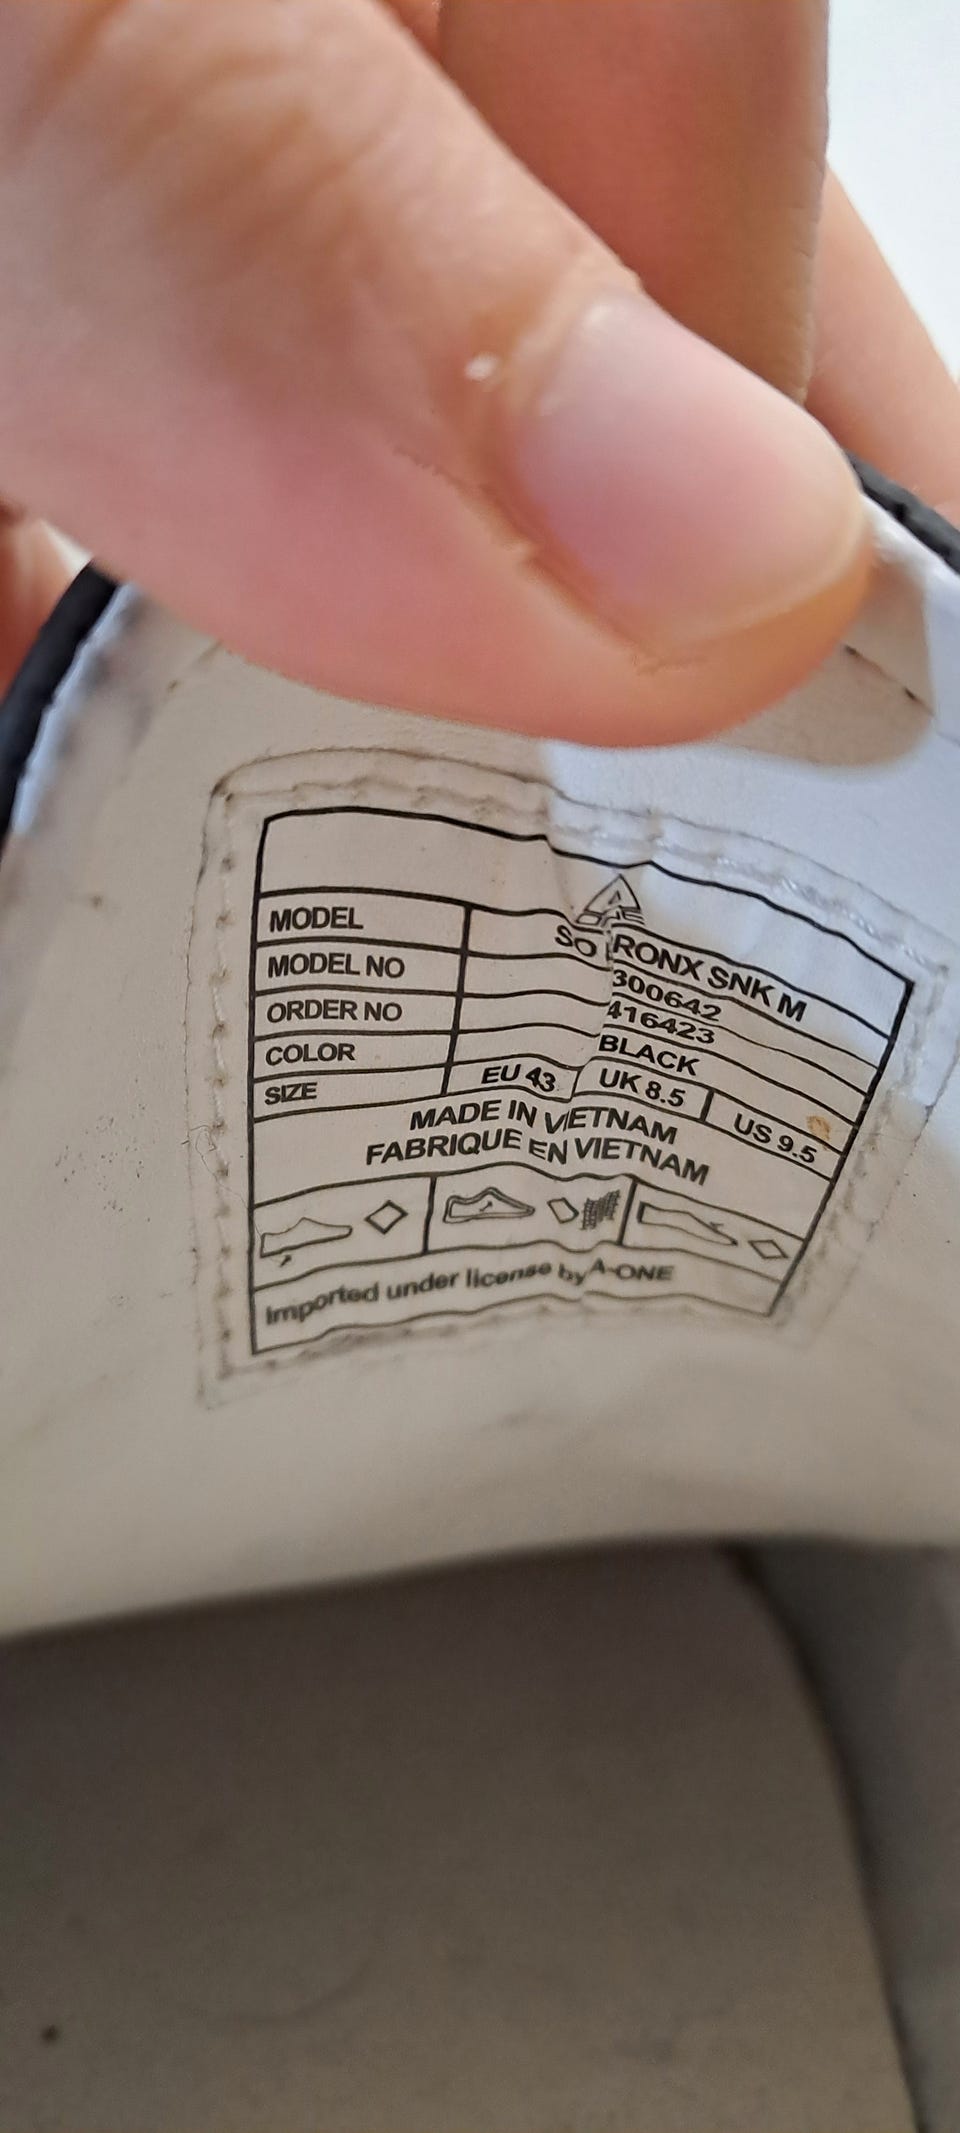 MODEL SO RONX SNK M
MODEL NO 300642
ORDER NO 416423
COLOR BLACK
SIZE EU 43 UK 8.5 US 9.5
MADE IN VIETNAM
FABRIQUE EN VIETNAM
Imported under license by A-ONE